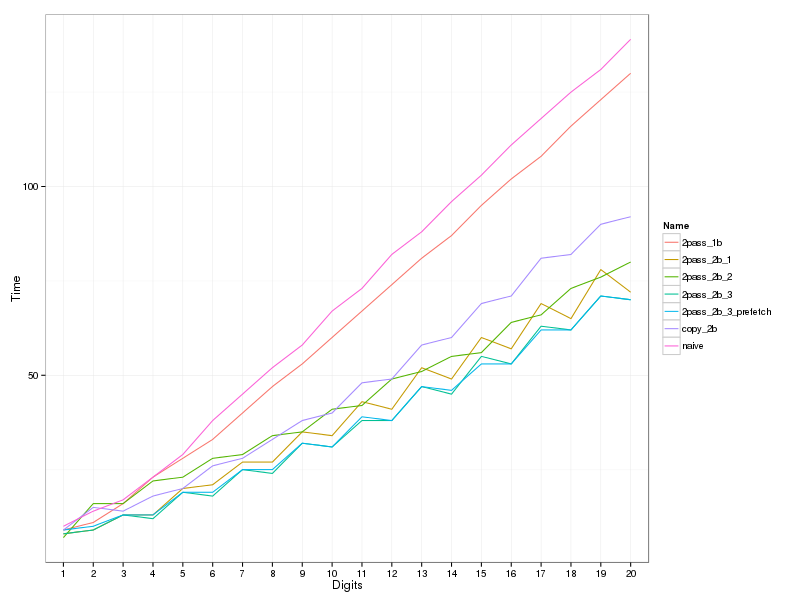 100
50
Time
1 2 3 4 5 6 7 8 9 10 11 12 13 14 15 16 17 18 19 20
Digits
Name
2pass_1b
2pass_2b_1
2pass_2b_2
2pass_2b_3
2pass_2b_3_prefetch
copy_2b
naive